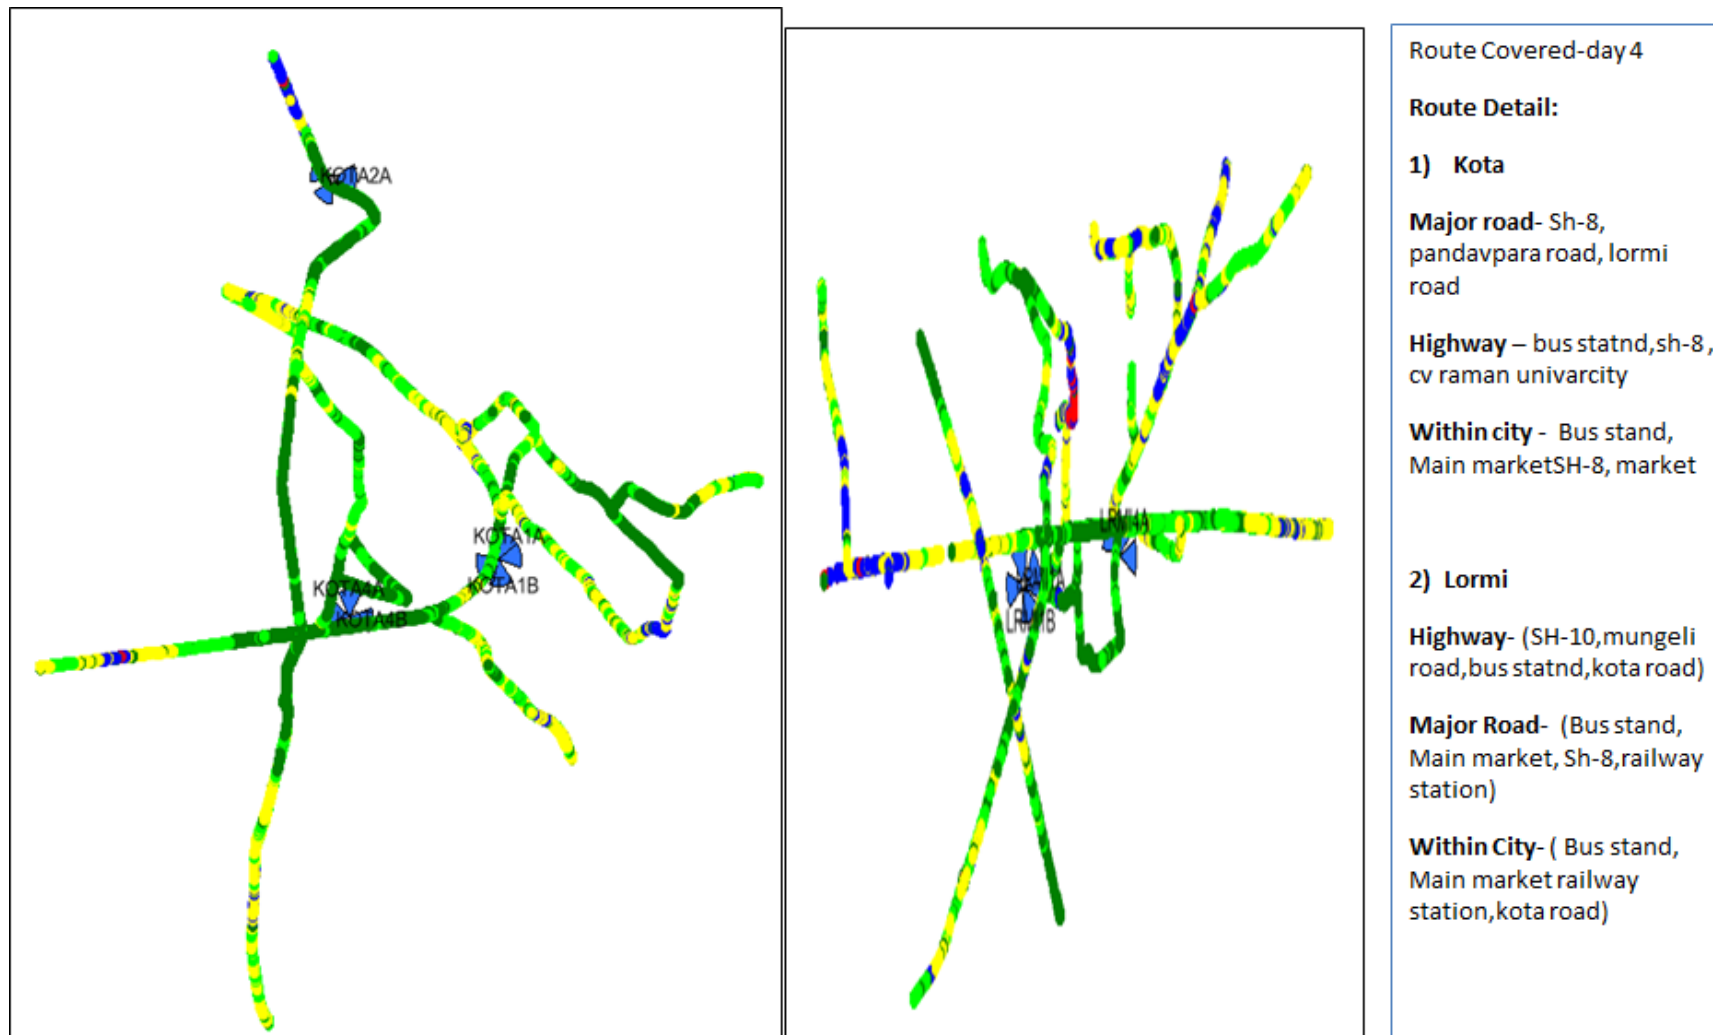 KOTA2A
KOTA1A
KOTA1B
KOTA4A
KOTA4B
LRMI4A
LRMI1B
Route Covered-day 4
Route Detail:
1) Kota
Major road- Sh-8,
pandavpara road, lormi
road
Highway – bus statnd,sh-8,
cv raman univarcity
Within city - Bus stand,
Main marketSH-8, market
2) Lormi
Highway- (SH-10,mungeli
road,bus statnd,kota road)
Major Road- (Bus stand,
Main market, Sh-8,railway
station)
Within City- ( Bus stand,
Main market railway
station,kota road)